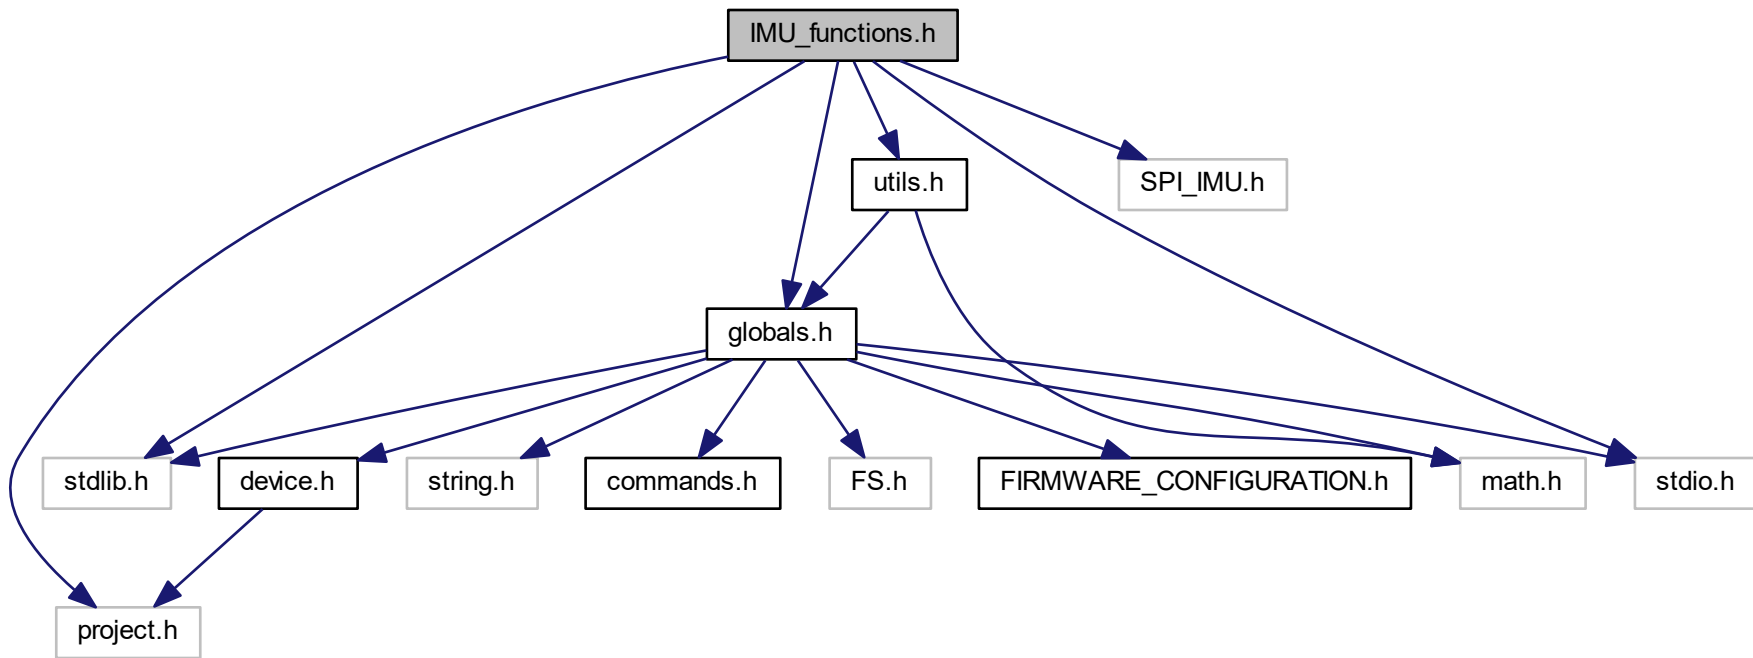 IMU_functions.h
utils.h
SPI_IMU.h
globals.h
stdlib.h
device.h
string.h
commands.h
FS.h
FIRMWARE_CONFIGURATION.h
math.h
stdio.h
project.h